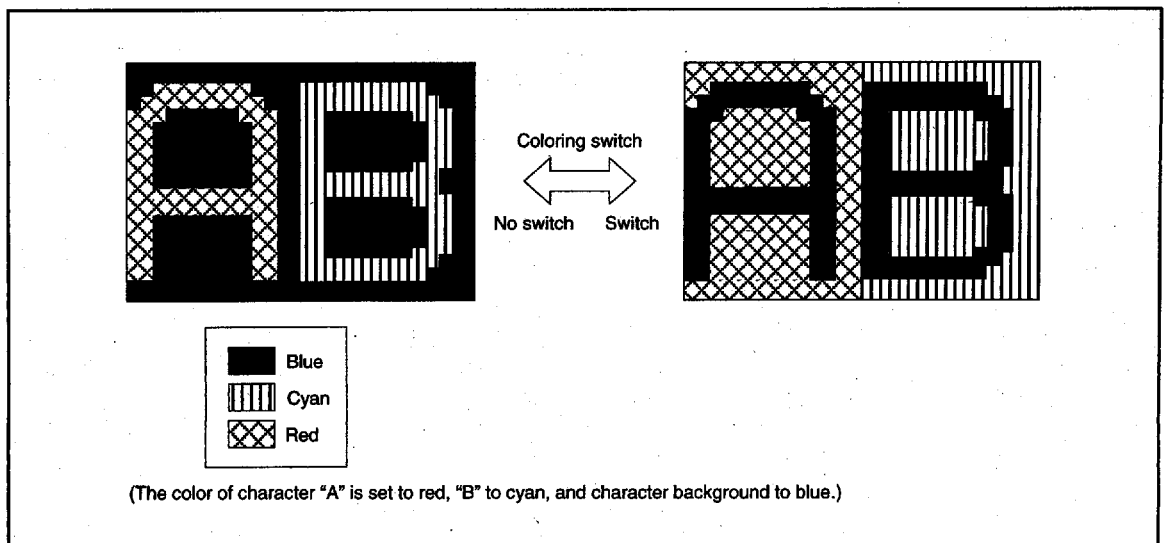 A B
Coloring switch
No switch Switch
Blue
Cyan
Red
(The color of character “A” is set to red, “B” to cyan, and character background to blue.)